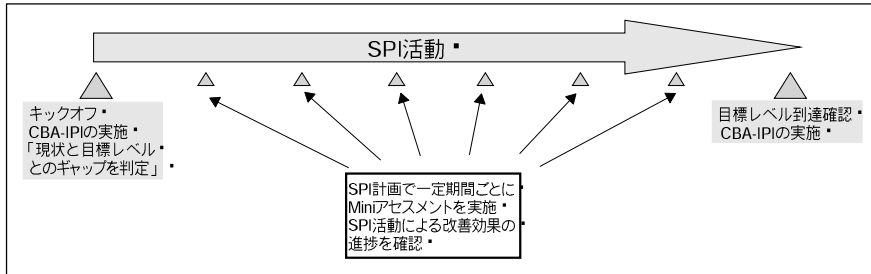 SPI活動
キックオフ
CBA-IPIの実施
「現状と目標レベル
とのギャップを判定」
目標レベル到達確認
CBA-IPIの実施
SPI計画で一定期間ごとに
Miniアセスメントを実施
SPI活動による改善効果の
進捗を確認